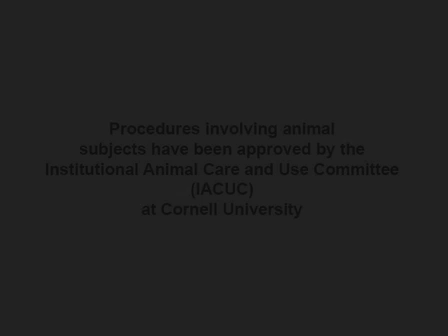 Procedures involving animal
subjects have been approved by the
Institutional Animal Care and Use Committee
(IACUC)
at Cornell University